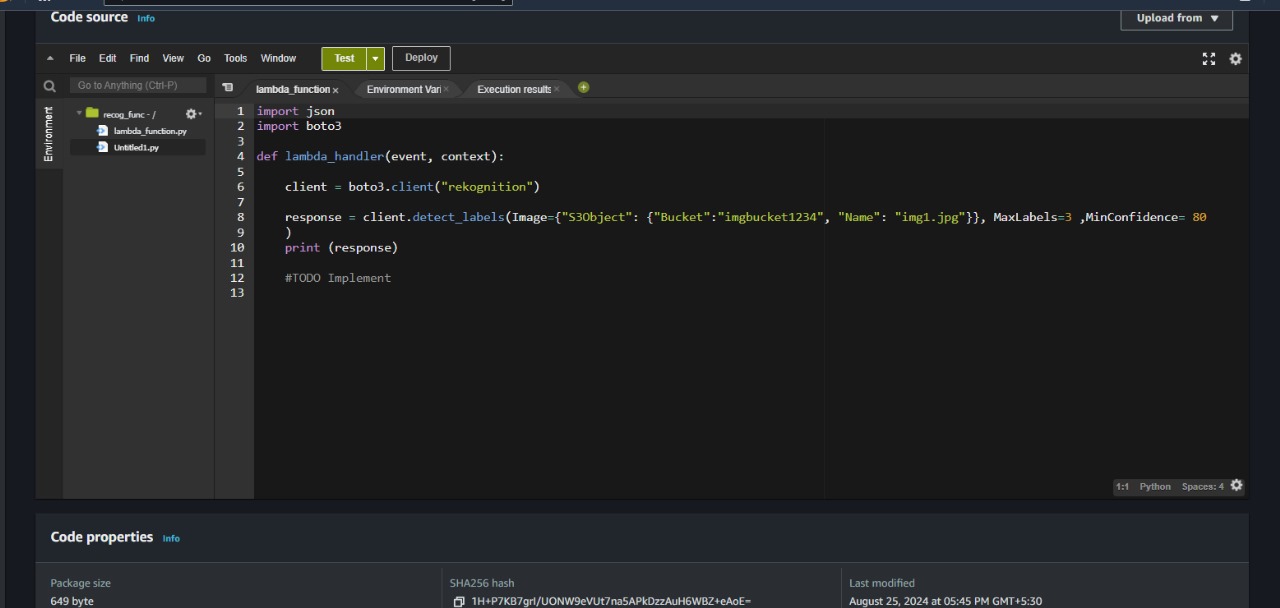 Code source Info
Upload from ▼
File Edit Find View Go Tools Window Test Deploy
Go to Anything (Ctrl-P)
lambda_function × Environment Vari × Execution results ×
Environment
recog_func - /
lambda_function.py
Untitled1.py
1 import json
2 import boto3
3
4 def lambda_handler(event, context):
5
6     client = boto3.client("rekognition")
7
8     response = client.detect_labels(Image={"S3Object": {"Bucket":"imgbucket1234", "Name": "img1.jpg"}}, MaxLabels=3 ,MinConfidence= 80
9     )
10     print (response)
11
12     #TODO Implement
13
1:1 Python Spaces: 4
Code properties Info
Package size
649 byte
SHA256 hash
1H+P7KB7grI/UONW9eVUt7na5APkDzzAuH6WBZ+eAoE=
Last modified
August 25, 2024 at 05:45 PM GMT+5:30